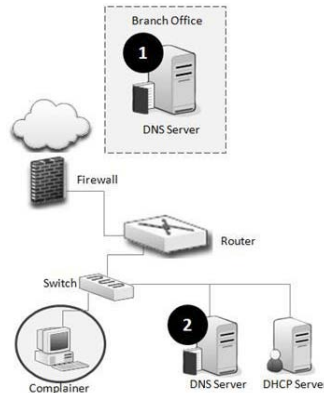 Branch Office
1
DNS Server
Firewall
Router
Switch
2
Complainer
DNS Server
DHCP Serve